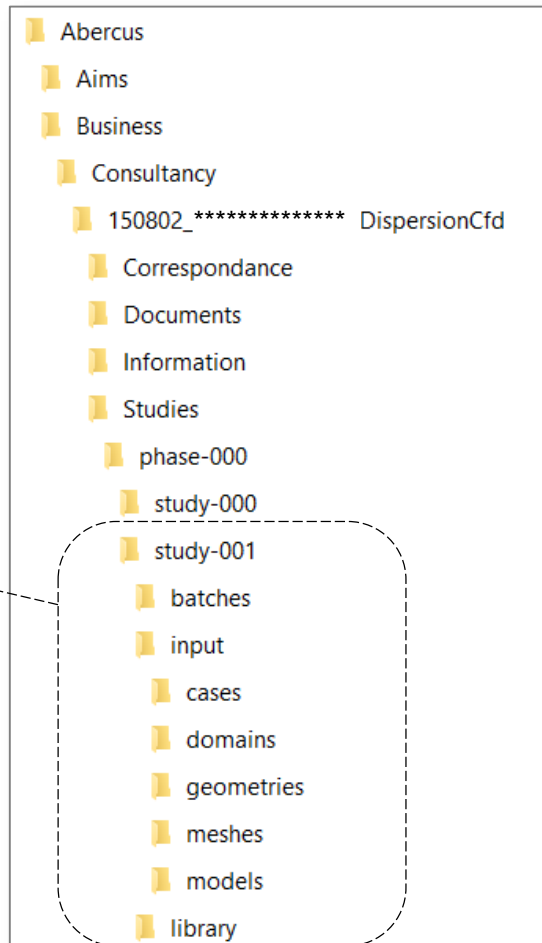 Abercus
Aims
Business
Consultancy
150802_************** DispersionCfd
Correspondance
Documents
Information
Studies
phase-000
study-000
study-001
batches
input
cases
domains
geometries
meshes
models
library